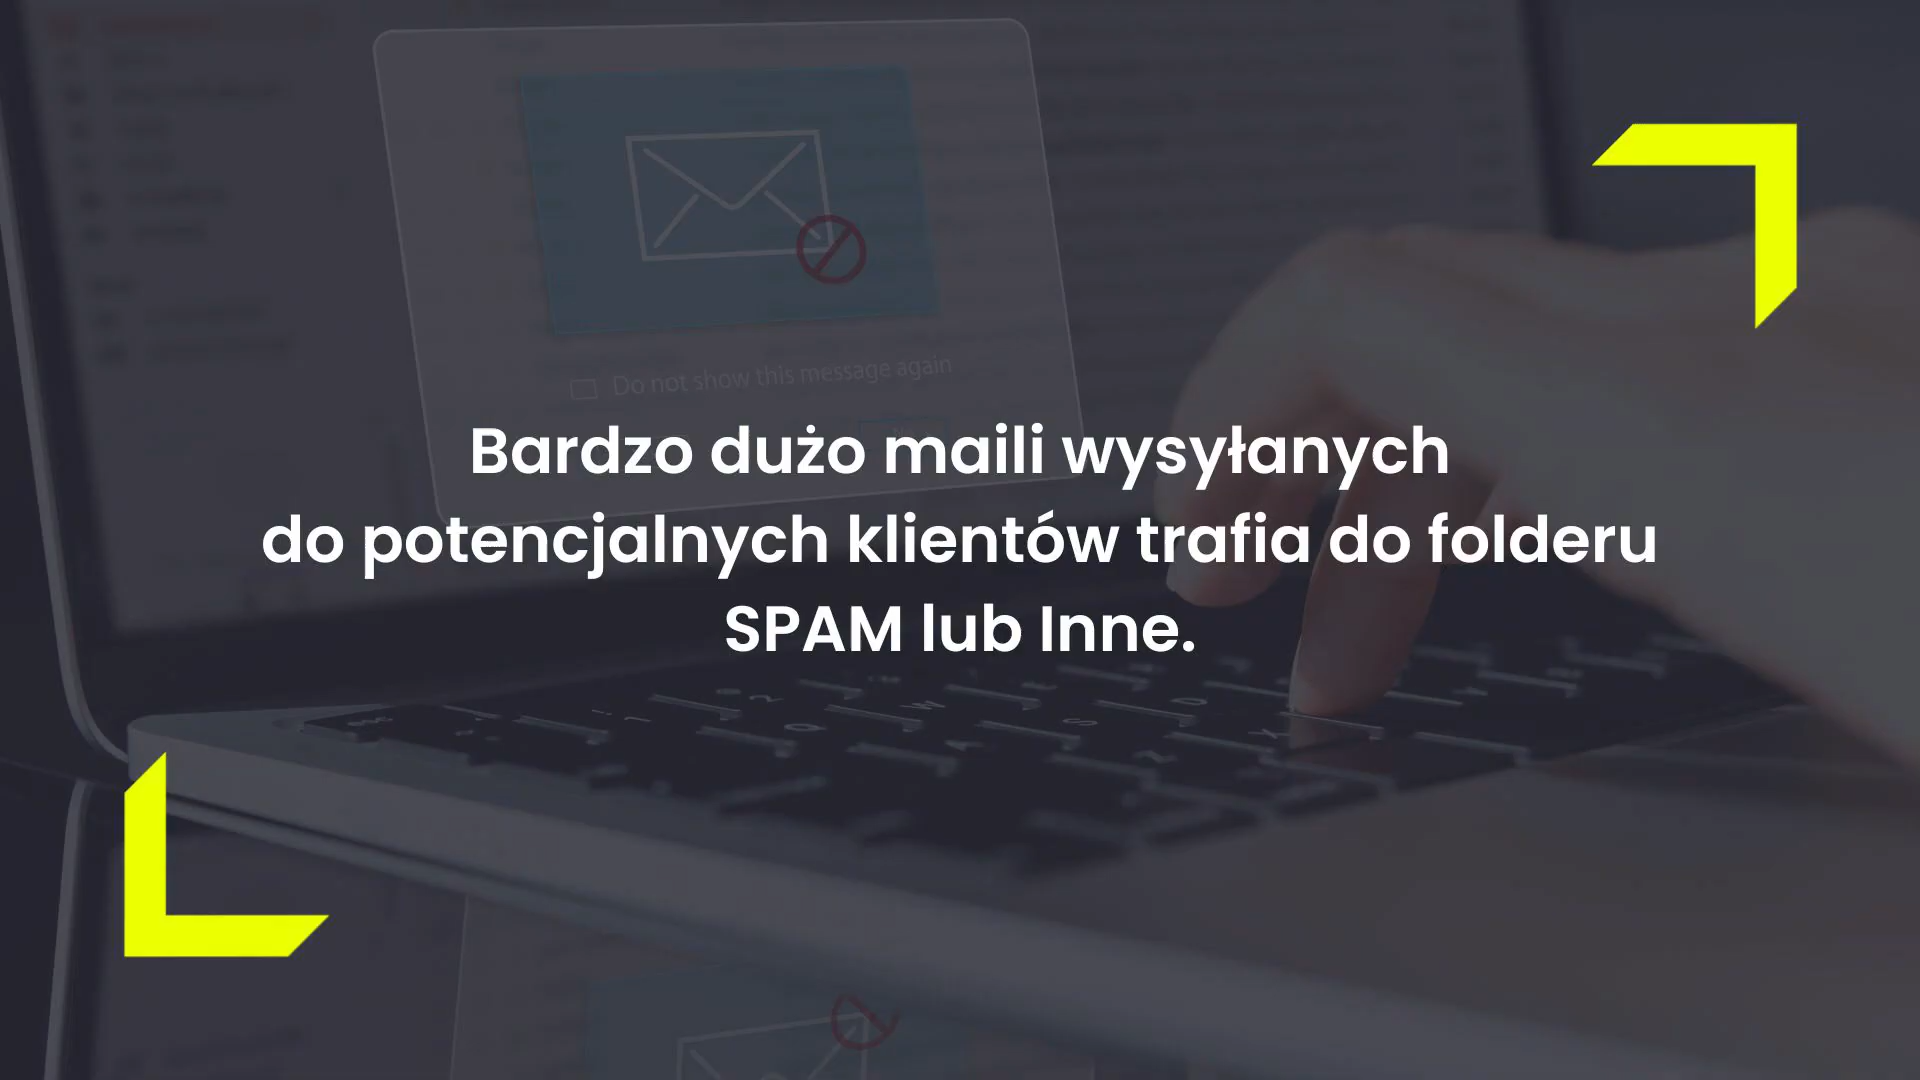 Do not show this message again
Bardzo dużo maili wysyłanych
do potencjalnych klientów trafia do folderu
SPAM lub Inne.